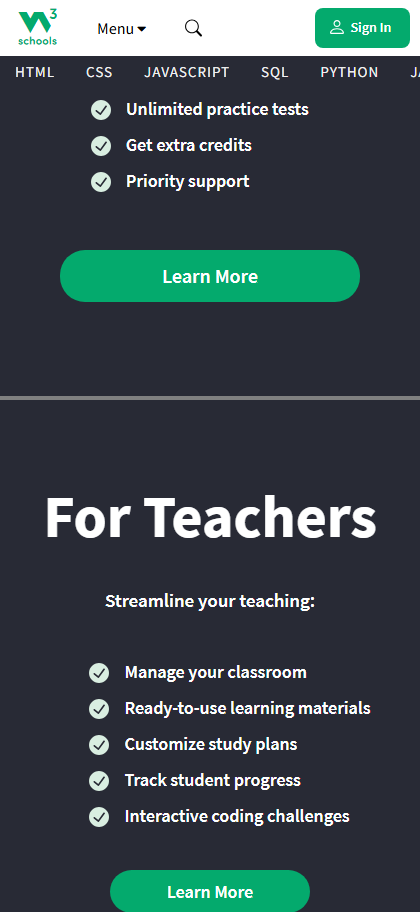 W3
schools
Menu
Sign In
HTML CSS JAVASCRIPT SQL PYTHON
Unlimited practice tests
Get extra credits
Priority support
Learn More
For Teachers
Streamline your teaching:
Manage your classroom
Ready-to-use learning materials
Customize study plans
Track student progress
Interactive coding challenges
Learn More